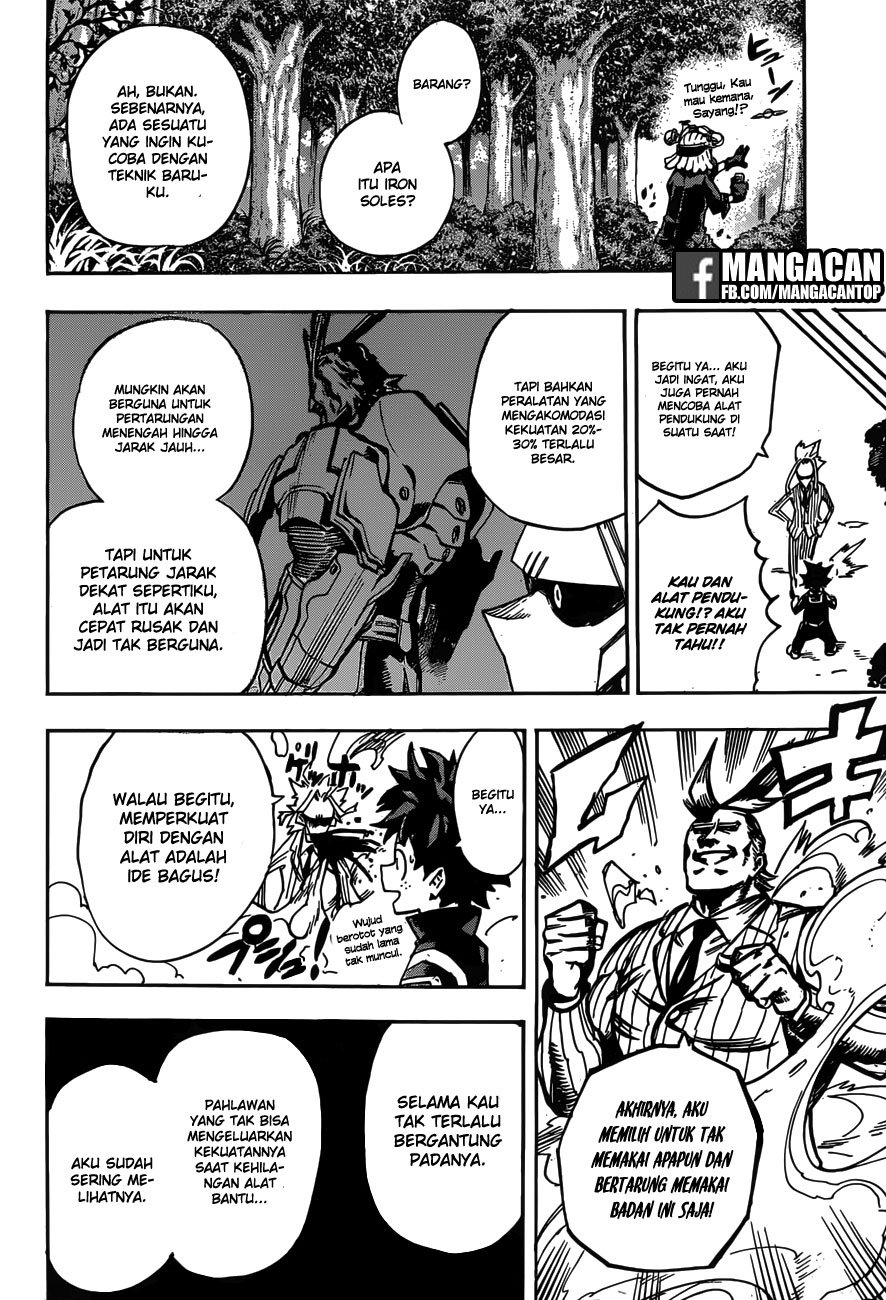 ヒューン
Tunggu, Kau
mau kemana,
Sayang!?
BARANG?
APA
ITU IRON
SOLES?
AH, BUKAN.
SEBENARNYA,
ADA SESUATU
YANG INGIN KU-
COBA DENGAN
TEKNIK BARU-
KU.
f MANGACAN
FB.COM/MANGACANTOP
BEGITU YA... AKU
JADI INGAT, AKU
JUGA PERNAH
MENCOBA ALAT
PENDUKUNG DI
SUATU SAAT!
KAU DAN
ALAT PENDU-
KUNG!? AKU
TAK PERNAH
TAHU!!
TAPI BAHKAN
PERALATAN YANG
MENGAKOMODASI
KEKUATAN 20%-
30% TERLALU
BESAR.
MUNGKIN AKAN
BERGUNA UNTUK
PERTARUNGAN
MENENGAH HINGGA
JARAK JAUH...
TAPI UNTUK
PETARUNG JARAK
DEKAT SEPERTIKU,
ALAT ITU AKAN
CEPAT RUSAK DAN
JADI TAK BERGUNA.
AKHIRNYA, AKU
MEMILIH UNTUK TAK
MEMAKAI APAPUN DAN
BERTARUNG MEMAKAI
BADAN INI SAJA!
BEGITU
YA...
Wujud
berotot yang
sudah lama
tak muncul.
WALAU BEGITU,
MEMPERKUAT
DIRI DENGAN
ALAT ADALAH
IDE BAGUS!
SELAMA KAU
TAK TERLALU
BERGANTUNG
PADANYA.
PAHLAWAN
YANG TAK BISA
MENGELUARKAN
KEKUATANNYA
SAAT KEHILA-
NGAN ALAT
BANTU...
AKU SUDAH
SERING ME-
LIHATNYA.